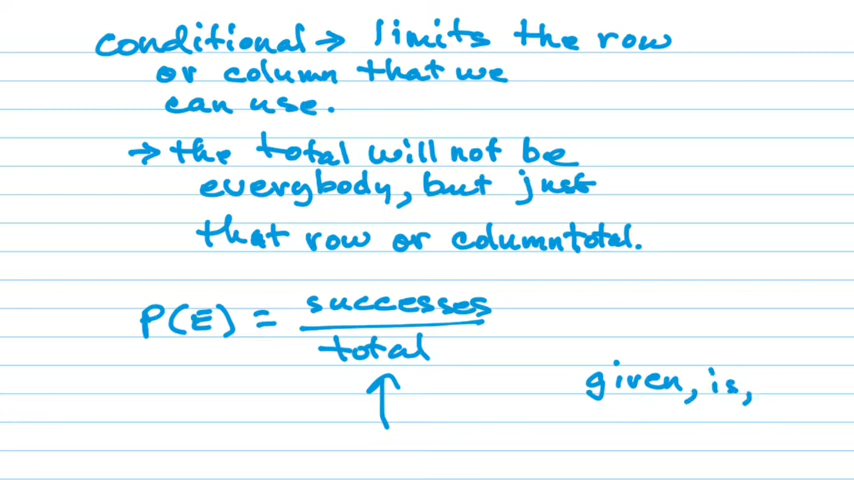 conditional → limits the row
or column that we
can use.
→ the total will not be
everybody, but just
that row or column total.
P(E) = successes
total
↑
given, is,